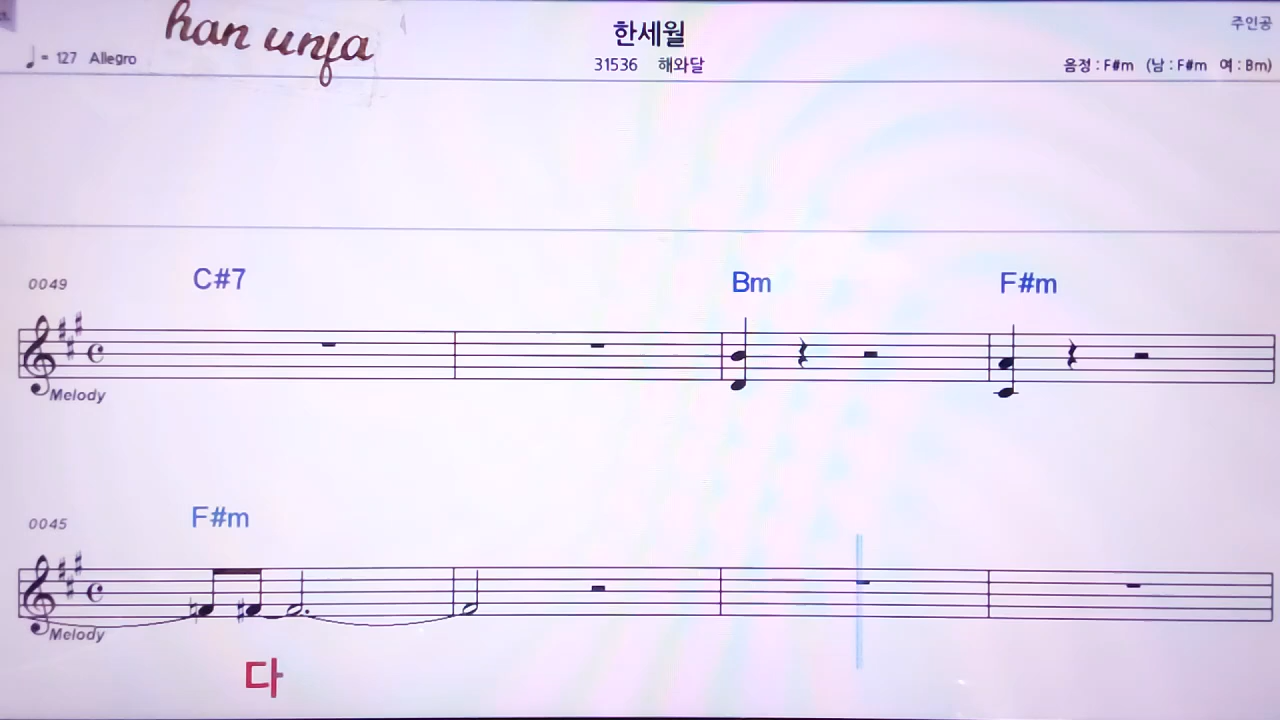 han unfa
한세월
주인공
♩ = 127 Allegro
31536 해와달
음정 : F#m (남 : F#m 여 : Bm)
0049
C#7 Bm F#m
Melody
0045
F#m
Melody
다